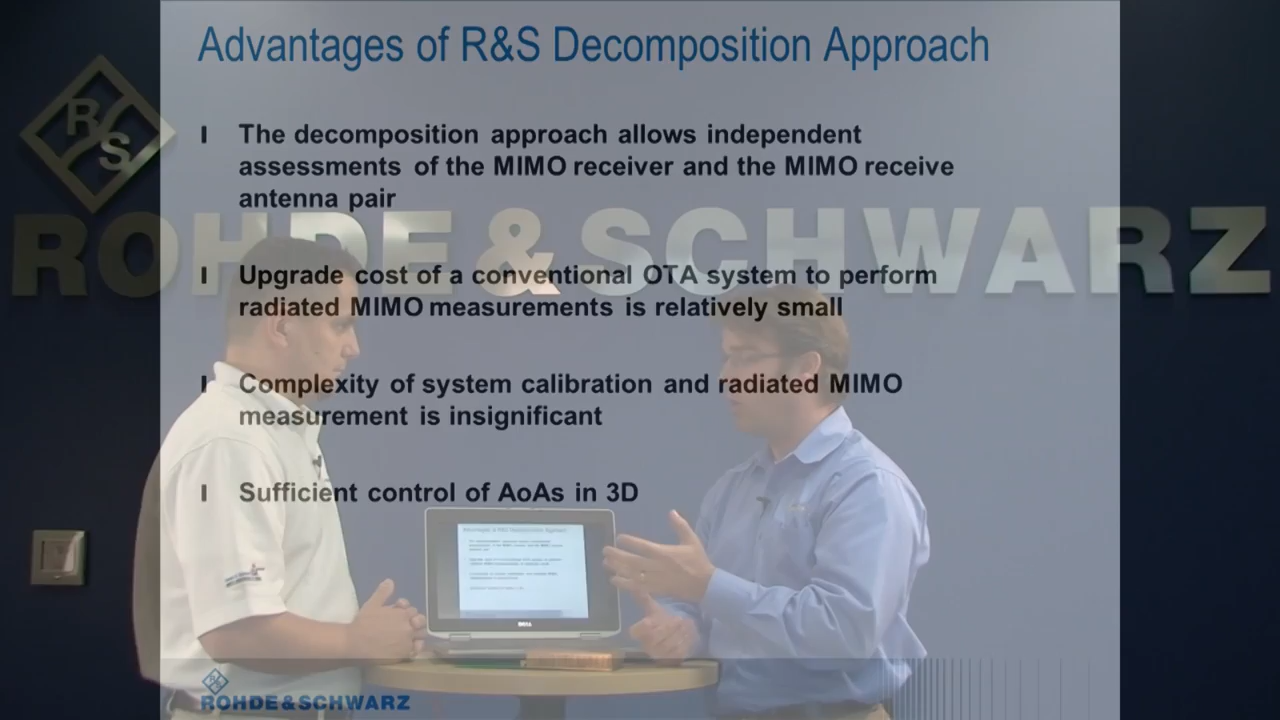 Advantages of R&S Decomposition Approach
The decomposition approach allows independent
assessments of the MIMO receiver and the MIMO receive
antenna pair
R
S
ROHDE & SCHWARZ
Upgrade cost of a conventional OTA system to perform
radiated MIMO measurements is relatively small
Complexity of system calibration and radiated MIMO
measurement is insignificant
Sufficient control of AoAs in 3D
DELL
ROHDE & SCHWARZ